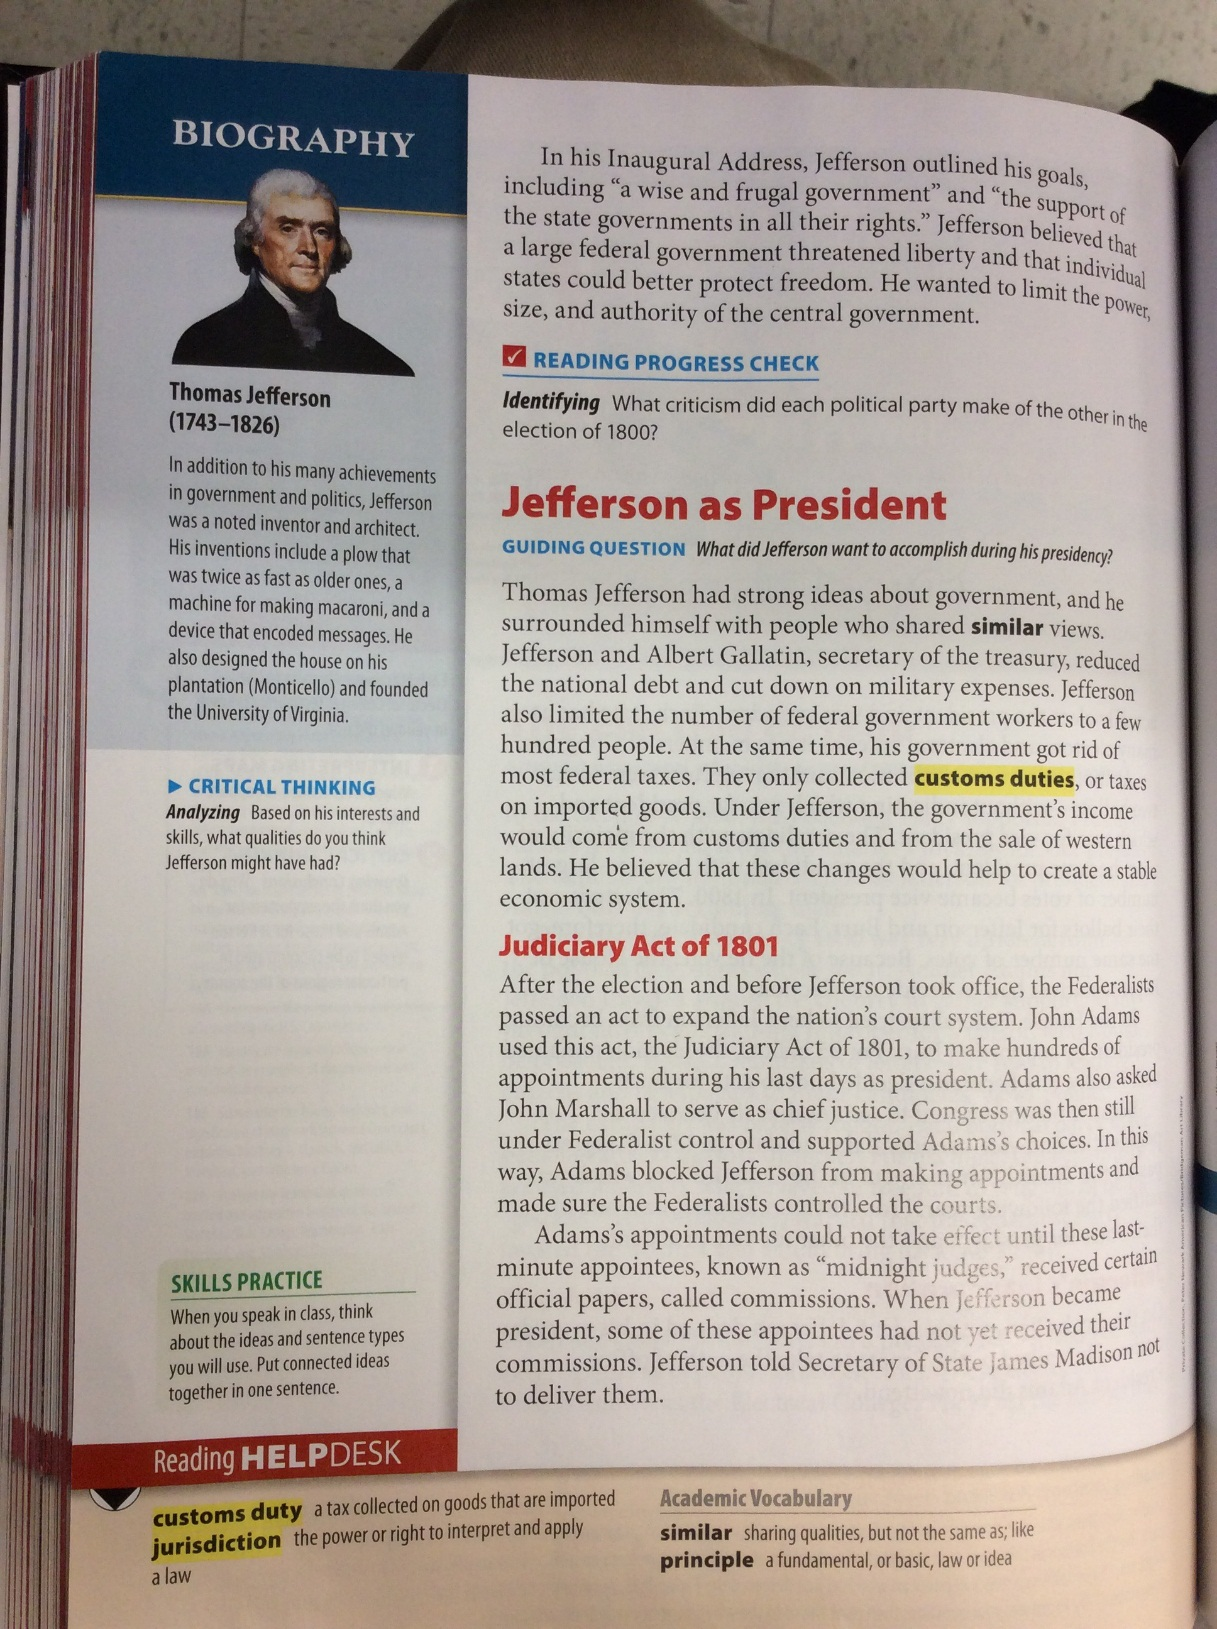 BIOGRAPHY
Thomas Jefferson
(1743–1826)
In addition to his many achievements
in government and politics, Jefferson
was a noted inventor and architect.
His inventions include a plow that
was twice as fast as older ones, a
machine for making macaroni, and a
device that encoded messages. He
also designed the house on his
plantation (Monticello) and founded
the University of Virginia.
▶ CRITICAL THINKING
Analyzing Based on his interests and
skills, what qualities do you think
Jefferson might have had?
SKILLS PRACTICE
When you speak in class, think
about the ideas and sentence types
you will use. Put connected ideas
together in one sentence.
In his Inaugural Address, Jefferson outlined his goals,
including “a wise and frugal government” and “the support of
the state governments in all their rights.” Jefferson believed that
a large federal government threatened liberty and that individual
states could better protect freedom. He wanted to limit the power,
size, and authority of the central government.
✓ READING PROGRESS CHECK
Identifying What criticism did each political party make of the other in the
election of 1800?
Jefferson as President
GUIDING QUESTION What did Jefferson want to accomplish during his presidency?
Thomas Jefferson had strong ideas about government, and he
surrounded himself with people who shared similar views.
Jefferson and Albert Gallatin, secretary of the treasury, reduced
the national debt and cut down on military expenses. Jefferson
also limited the number of federal government workers to a few
hundred people. At the same time, his government got rid of
most federal taxes. They only collected customs duties, or taxes
on imported goods. Under Jefferson, the government’s income
would come from customs duties and from the sale of western
lands. He believed that these changes would help to create a stable
economic system.
Judiciary Act of 1801
After the election and before Jefferson took office, the Federalists
passed an act to expand the nation’s court system. John Adams
used this act, the Judiciary Act of 1801, to make hundreds of
appointments during his last days as president. Adams also asked
John Marshall to serve as chief justice. Congress was then still
under Federalist control and supported Adams’s choices. In this
way, Adams blocked Jefferson from making appointments and
made sure the Federalists controlled the courts.
Adams’s appointments could not take effect until these last-
minute appointees, known as “midnight judges,” received certain
official papers, called commissions. When Jefferson became
president, some of these appointees had not yet received their
commissions. Jefferson told Secretary of State James Madison not
to deliver them.
Reading HELPDESK
customs duty a tax collected on goods that are imported
jurisdiction the power or right to interpret and apply
a law
Academic Vocabulary
similar sharing qualities, but not the same as; like
principle a fundamental, or basic, law or idea